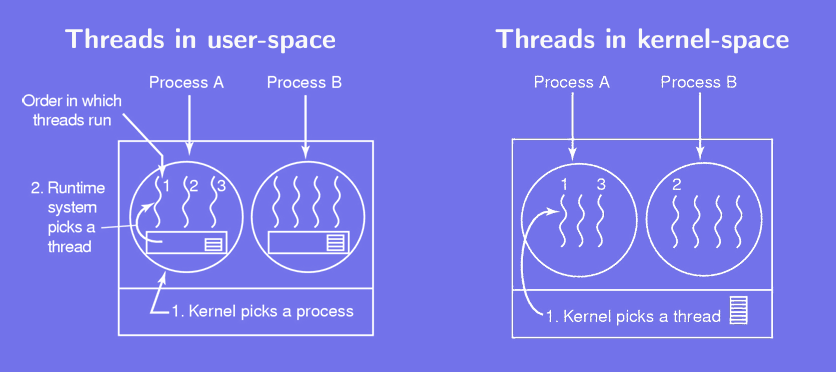 Threads in user-space
Process A
Process B
Order in which
threads run
1 2 3
2. Runtime
system
picks a
thread
1. Kernel picks a process
Threads in kernel-space
Process A
Process B
1 3
2
1. Kernel picks a thread